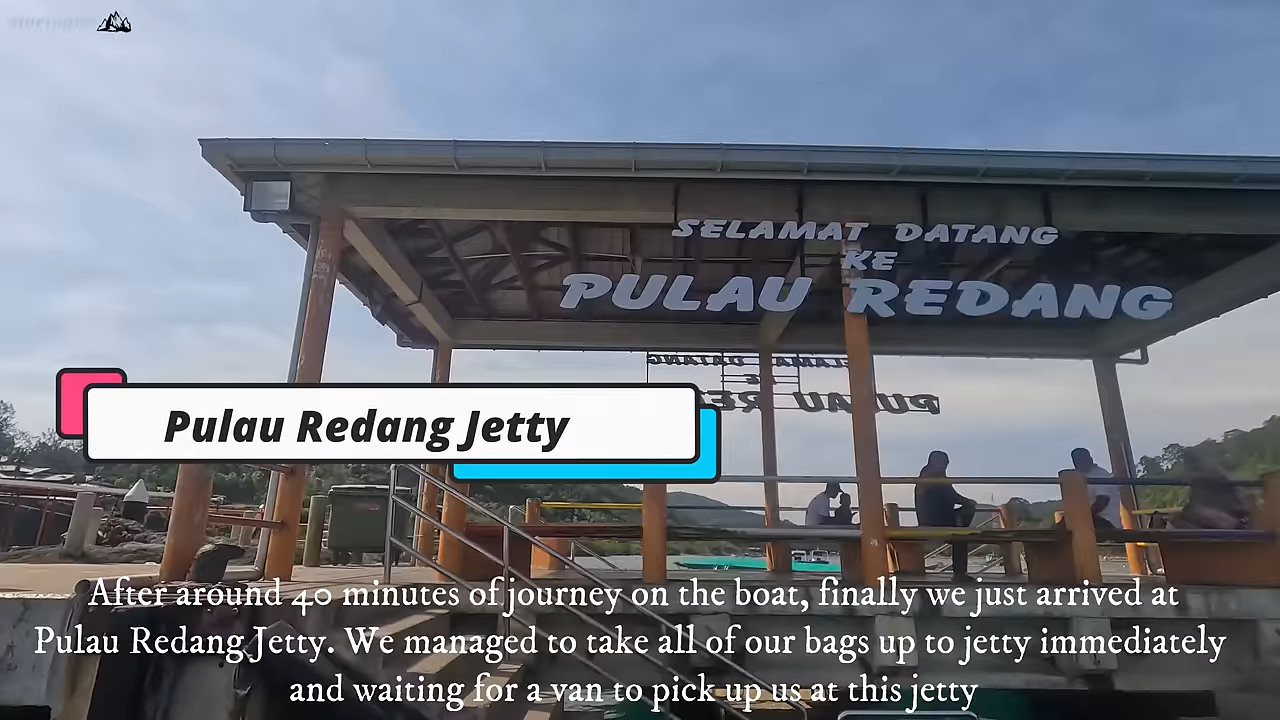 SELAMAT DATANG
KE
PULAU REDANG
Pulau Redang Jetty
After around 40 minutes of journey on the boat, finally we just arrived at
Pulau Redang Jetty. We managed to take all of our bags up to jetty immediately
and waiting for a van to pick up us at this jetty